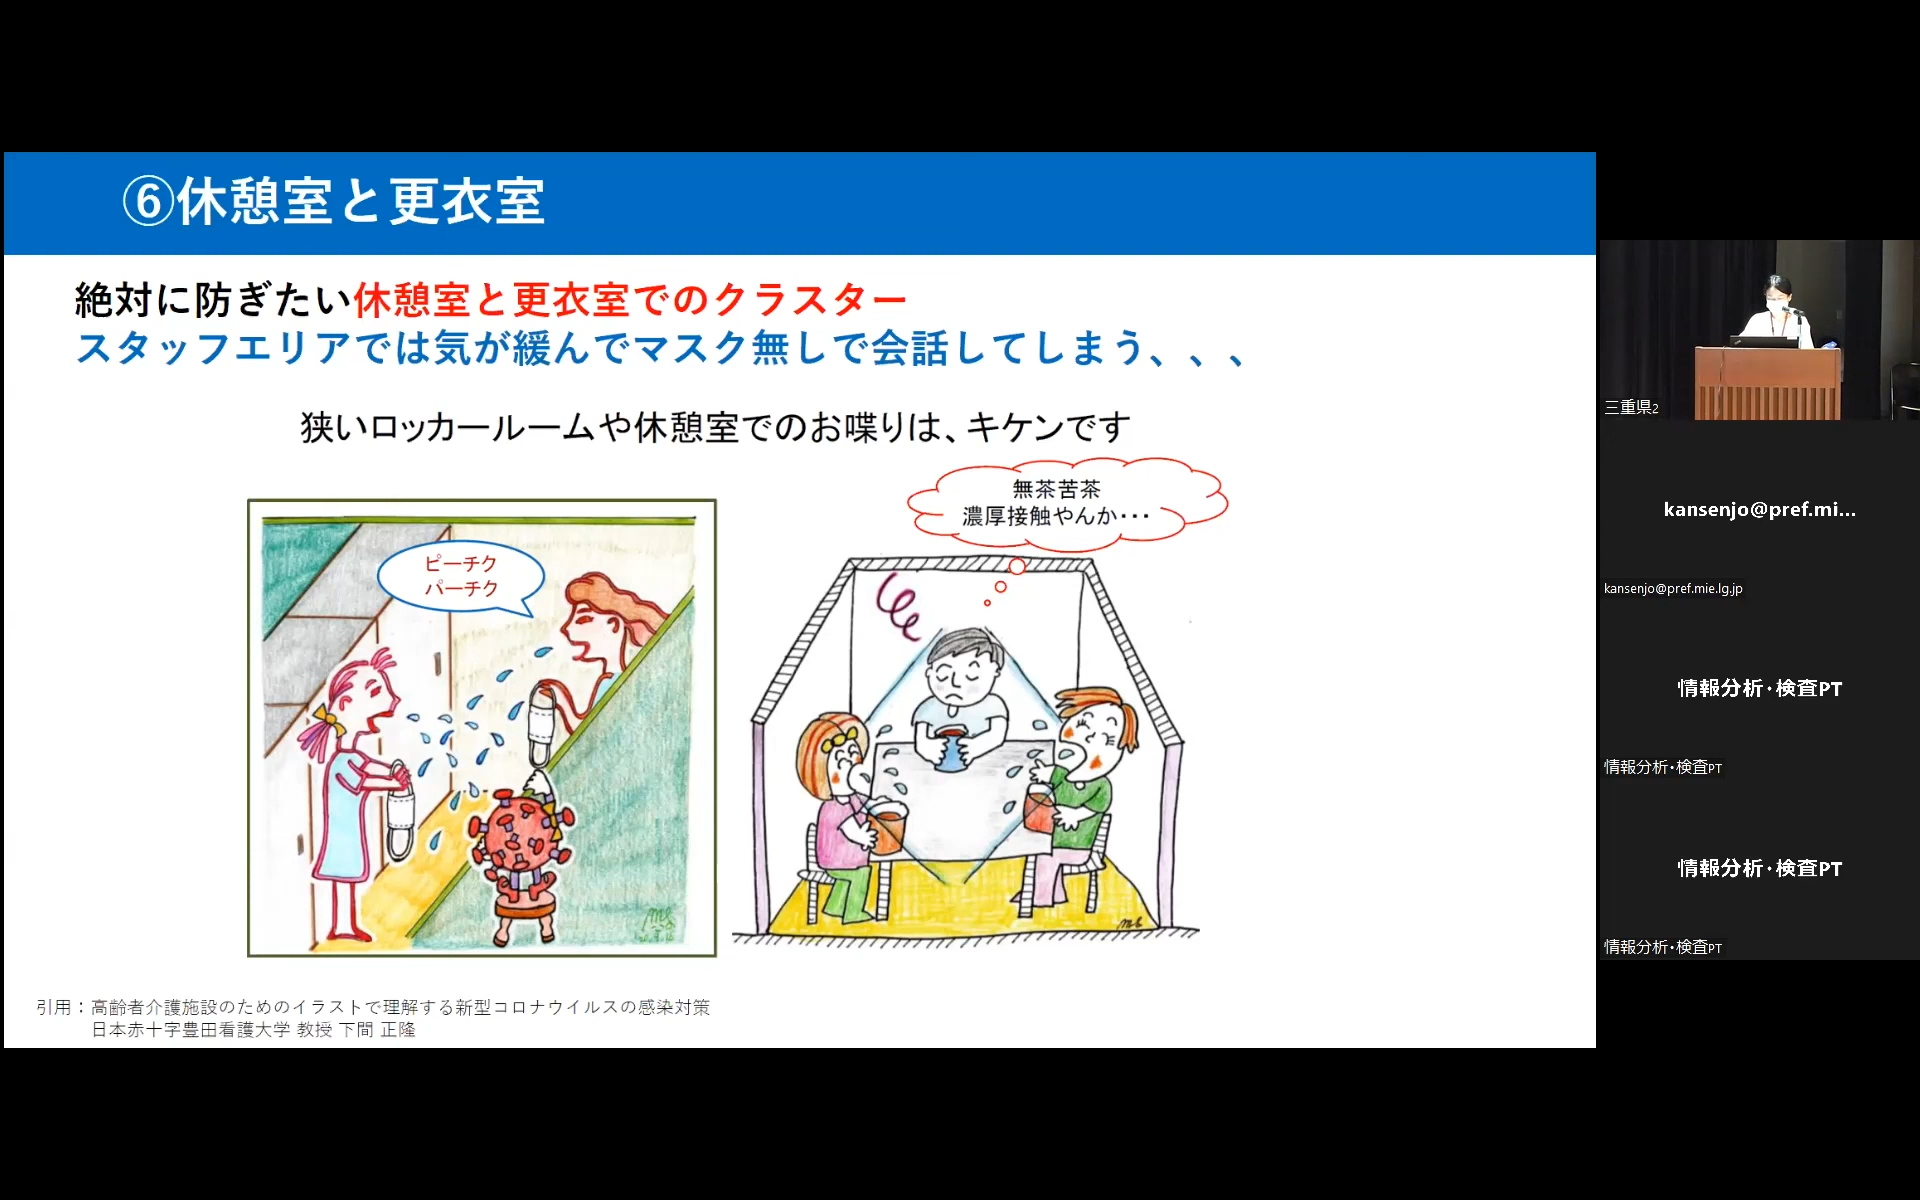 ⑥休憩室と更衣室
絶対に防ぎたい休憩室と更衣室でのクラスター
スタッフエリアでは気が緩んでマスク無しで会話してしまう、、、
狭いロッカールームや休憩室でのお喋りは、キケンです
無茶苦茶
濃厚接触やんか・・・
ピーチク
パーチク
引用：高齢者介護施設のためのイラストで理解する新型コロナウイルスの感染対策
日本赤十字豊田看護大学 教授 下間 正隆
三重県2
kansenjo@pref.mi...
kansenjo@pref.mie.lg.jp
情報分析・検査PT
情報分析・検査PT
情報分析・検査PT
情報分析・検査PT